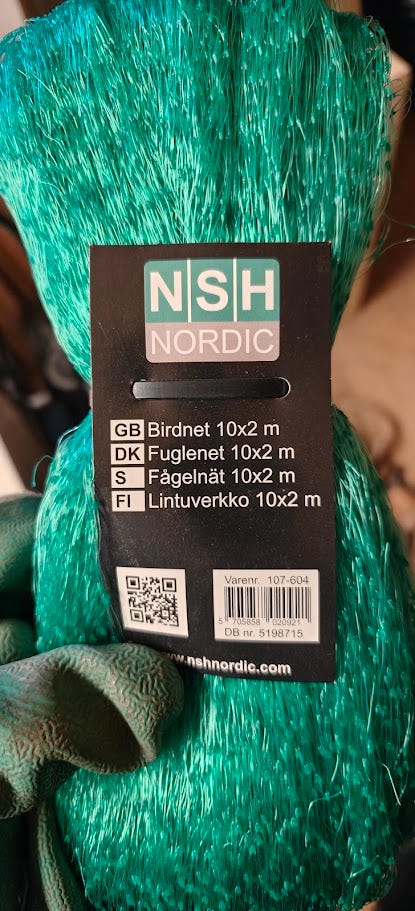 N|S|H
NORDIC
GB Birdnet 10x2 m
DK Fuglenet 10x2 m
S Fågelnät 10x2 m
FI Lintuverkko 10x2 m
Varenr. 107-604
5 705858 020921
DB nr. 5198715
www.nshnordic.com